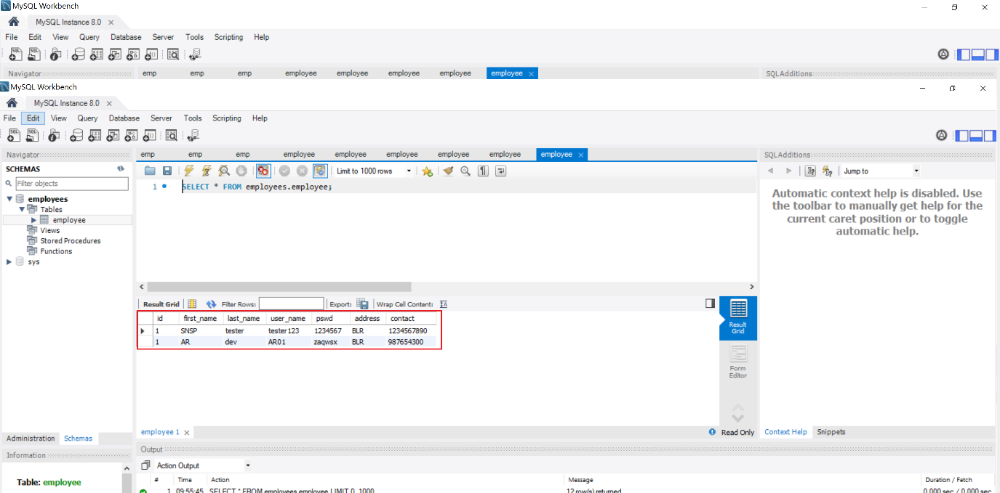 MySQL Workbench
MySQL Instance 8.0
File Edit View Query Database Server Tools Scripting Help
Navigator emp emp emp employee employee employee employee employee SQLAdditions
MySQL Workbench
MySQL Instance 8.0
File Edit View Query Database Server Tools Scripting Help
Navigator emp emp emp employee employee employee employee employee employee SQLAdditions
SCHEMAS Limit to 1000 rows Jump to
Filter objects
1 SELECT * FROM employees.employee;
employees
Tables
employee
Views
Stored Procedures
Functions
sys
Automatic context help is disabled. Use
the toolbar to manually get help for the
current caret position or to toggle
automatic help.
Result Grid Filter Rows: Export: Wrap Cell Content:
id first_name last_name user_name pswd address contact
1 SNSP tester tester123 1234567 BLR 1234567890
1 AR dev AR01 zaqwsx BLR 987654300
Result
Grid
Form
Editor
employee 1 Read Only Context Help Snippets
Administration Schemas
Information
Output
Action Output
Table: employee
# Time Action Message Duration / Fetch
1 09:55:45 SELECT * FROM employees.employee LIMIT 0, 1000 12 row(s) returned 0.000 sec / 0.000 sec